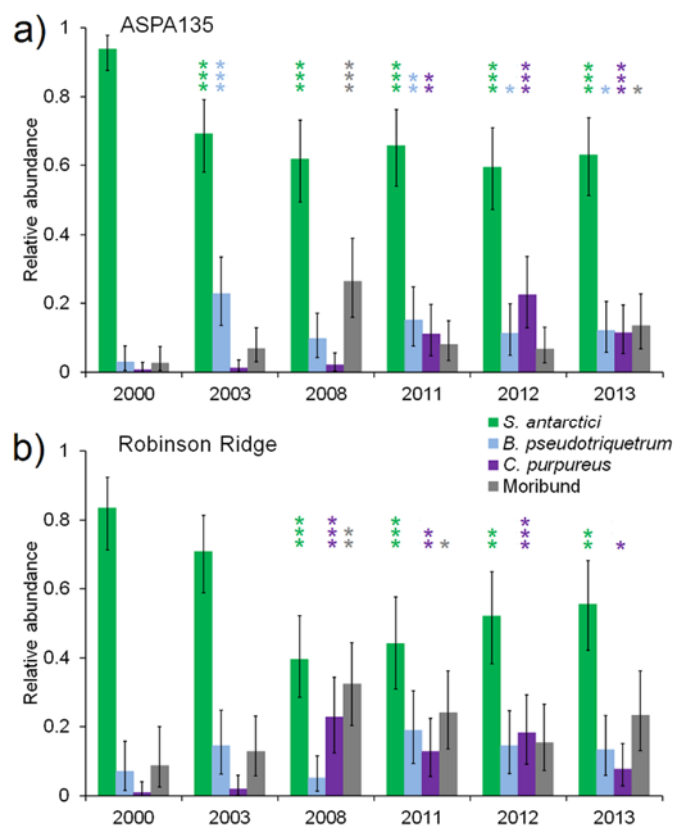 a) ASPA135
Relative abundance
1
0.8
0.6
0.4
0.2
0
*** ***
*** ***
*** ** **
*** * ***
*** * *** *
2000 2003 2008 2011 2012 2013
b) Robinson Ridge
S. antarctici
B. pseudotriquetrum
C. purpureus
Moribund
Relative abundance
1
0.8
0.6
0.4
0.2
0
*** *** **
*** ** *
** ***
** *
2000 2003 2008 2011 2012 2013